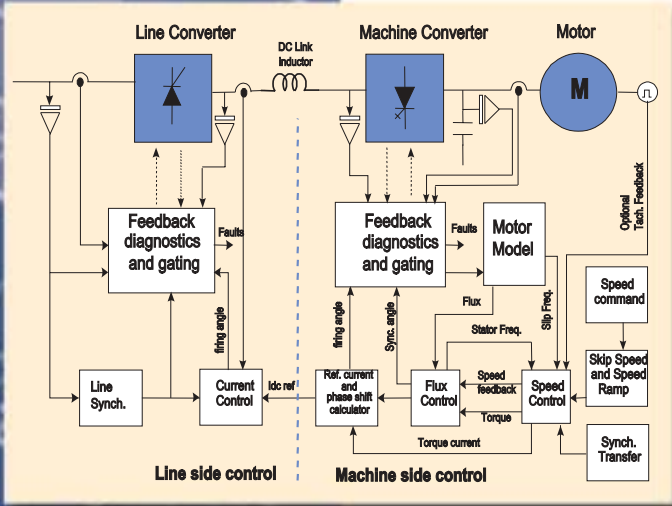 Line Converter
DC Link
Inductor
Machine Converter
Motor
M
Optional
Tach. Feedback
Feedback
diagnostics
and gating
Faults
Feedback
diagnostics
and gating
Faults
Motor
Model
Speed
command
firing angle
firing angle
Sync. angle
Flux
Stator Freq.
Slip Freq.
Skip Speed
and Speed
Ramp
Line
Synch.
Current
Control
Idc ref
Ref. current
and
phase shift
calculator
Flux
Control
Speed
feedback
Torque
Speed
Control
Torque current
Synch.
Transfer
Line side control
Machine side control